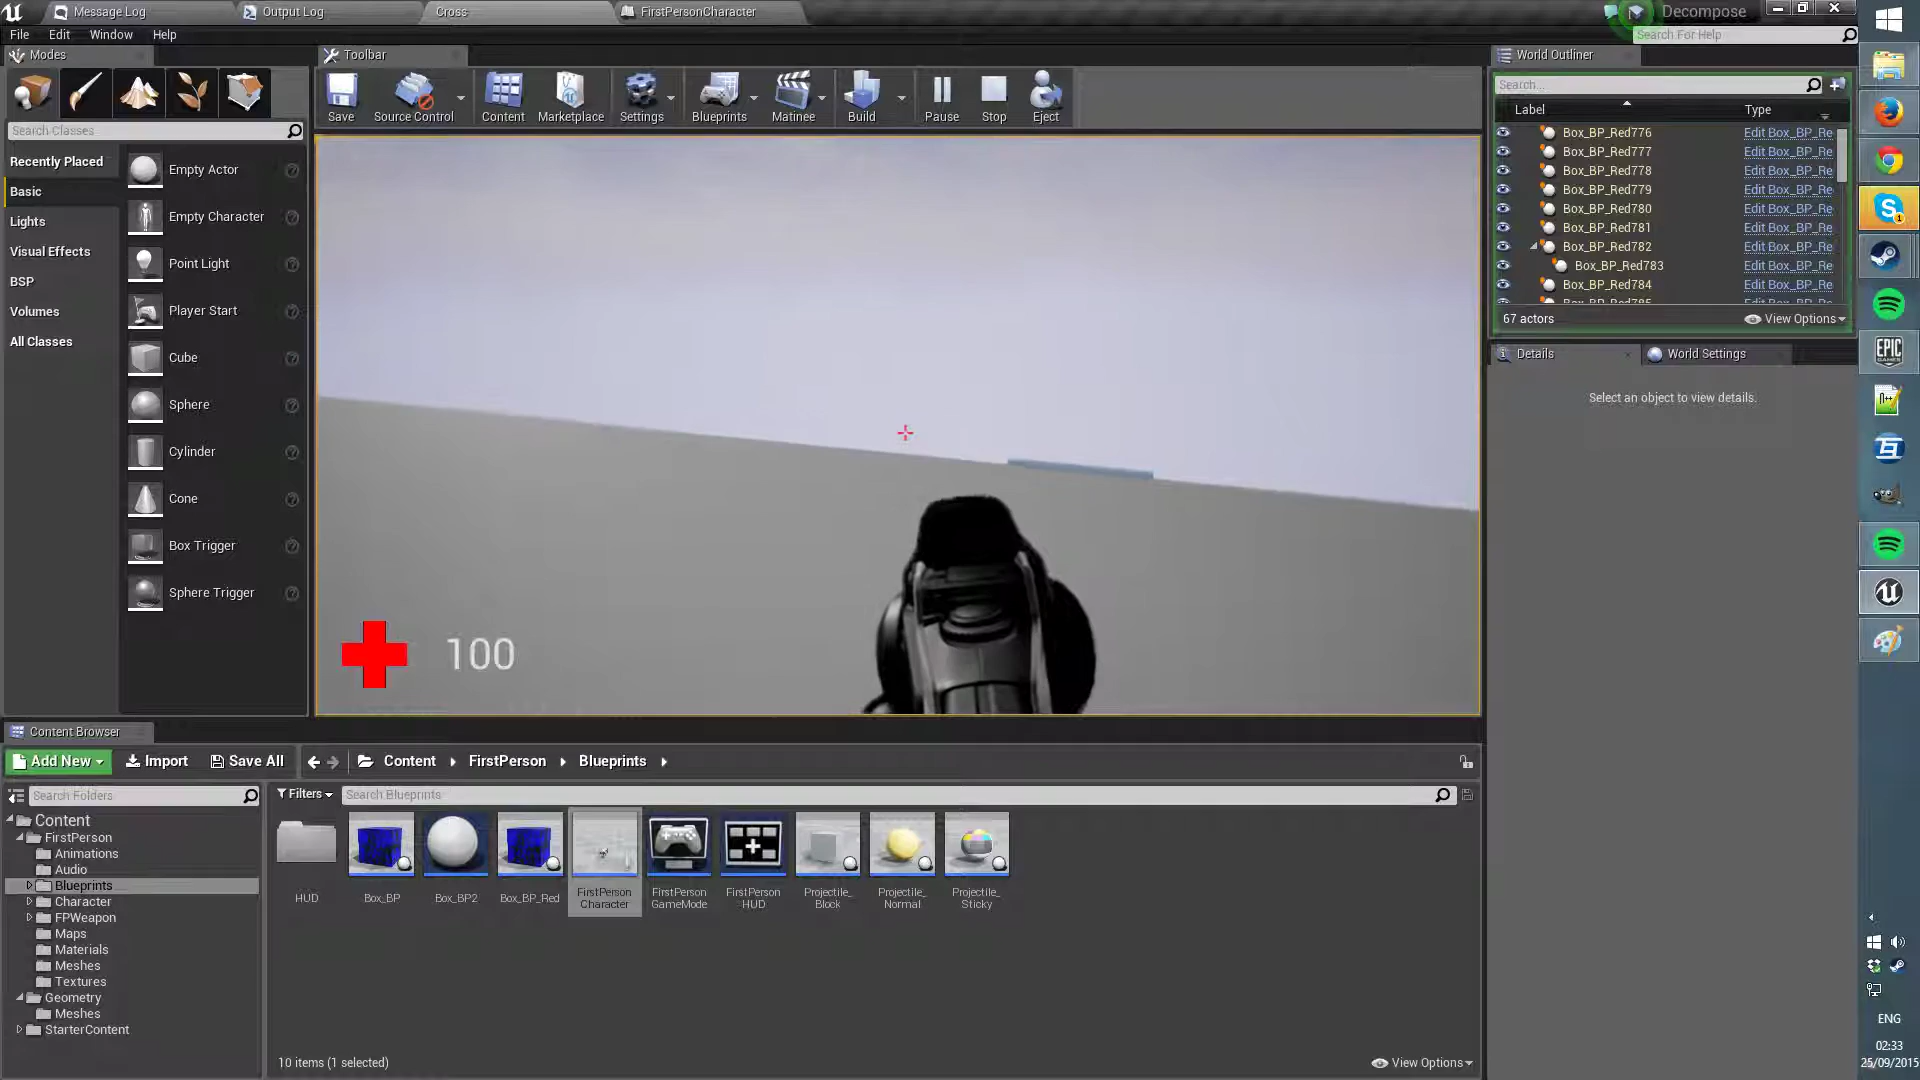 Message Log
Output Log
Cross
FirstPersonCharacter
Decompose
File
Edit
Window
Help
Search For Help
Modes
Toolbar
World Outliner
Save
Source Control
Content
Marketplace
Settings
Blueprints
Matinee
Build
Pause
Stop
Eject
Search...
Label
Type
Search Classes
Box_BP_Red776
Edit Box_BP_Re
Box_BP_Red777
Edit Box_BP_Re
Box_BP_Red778
Edit Box_BP_Re
Box_BP_Red779
Edit Box_BP_Re
Box_BP_Red780
Edit Box_BP_Re
Box_BP_Red781
Edit Box_BP_Re
Box_BP_Red782
Edit Box_BP_Re
Box_BP_Red783
Edit Box_BP_Re
Box_BP_Red784
Edit Box_BP_Re
67 actors
View Options
Recently Placed
Basic
Lights
Visual Effects
BSP
Volumes
All Classes
Empty Actor
Empty Character
Point Light
Player Start
Cube
Sphere
Cylinder
Cone
Box Trigger
Sphere Trigger
Details
World Settings
Select an object to view details.
100
Content Browser
Add New
Import
Save All
Content
FirstPerson
Blueprints
Search Folders
Filters
Search Blueprints
Content
FirstPerson
Animations
Audio
Blueprints
Character
FPWeapon
Maps
Materials
Meshes
Textures
Geometry
Meshes
StarterContent
HUD
Box_BP
Box_BP2
Box_BP_Red
FirstPerson
Character
FirstPerson
GameMode
FirstPerson
HUD
Projectile_
Block
Projectile_
Normal
Projectile_
Sticky
10 items (1 selected)
View Options
EPIC
ENG
02:33
25/09/2015